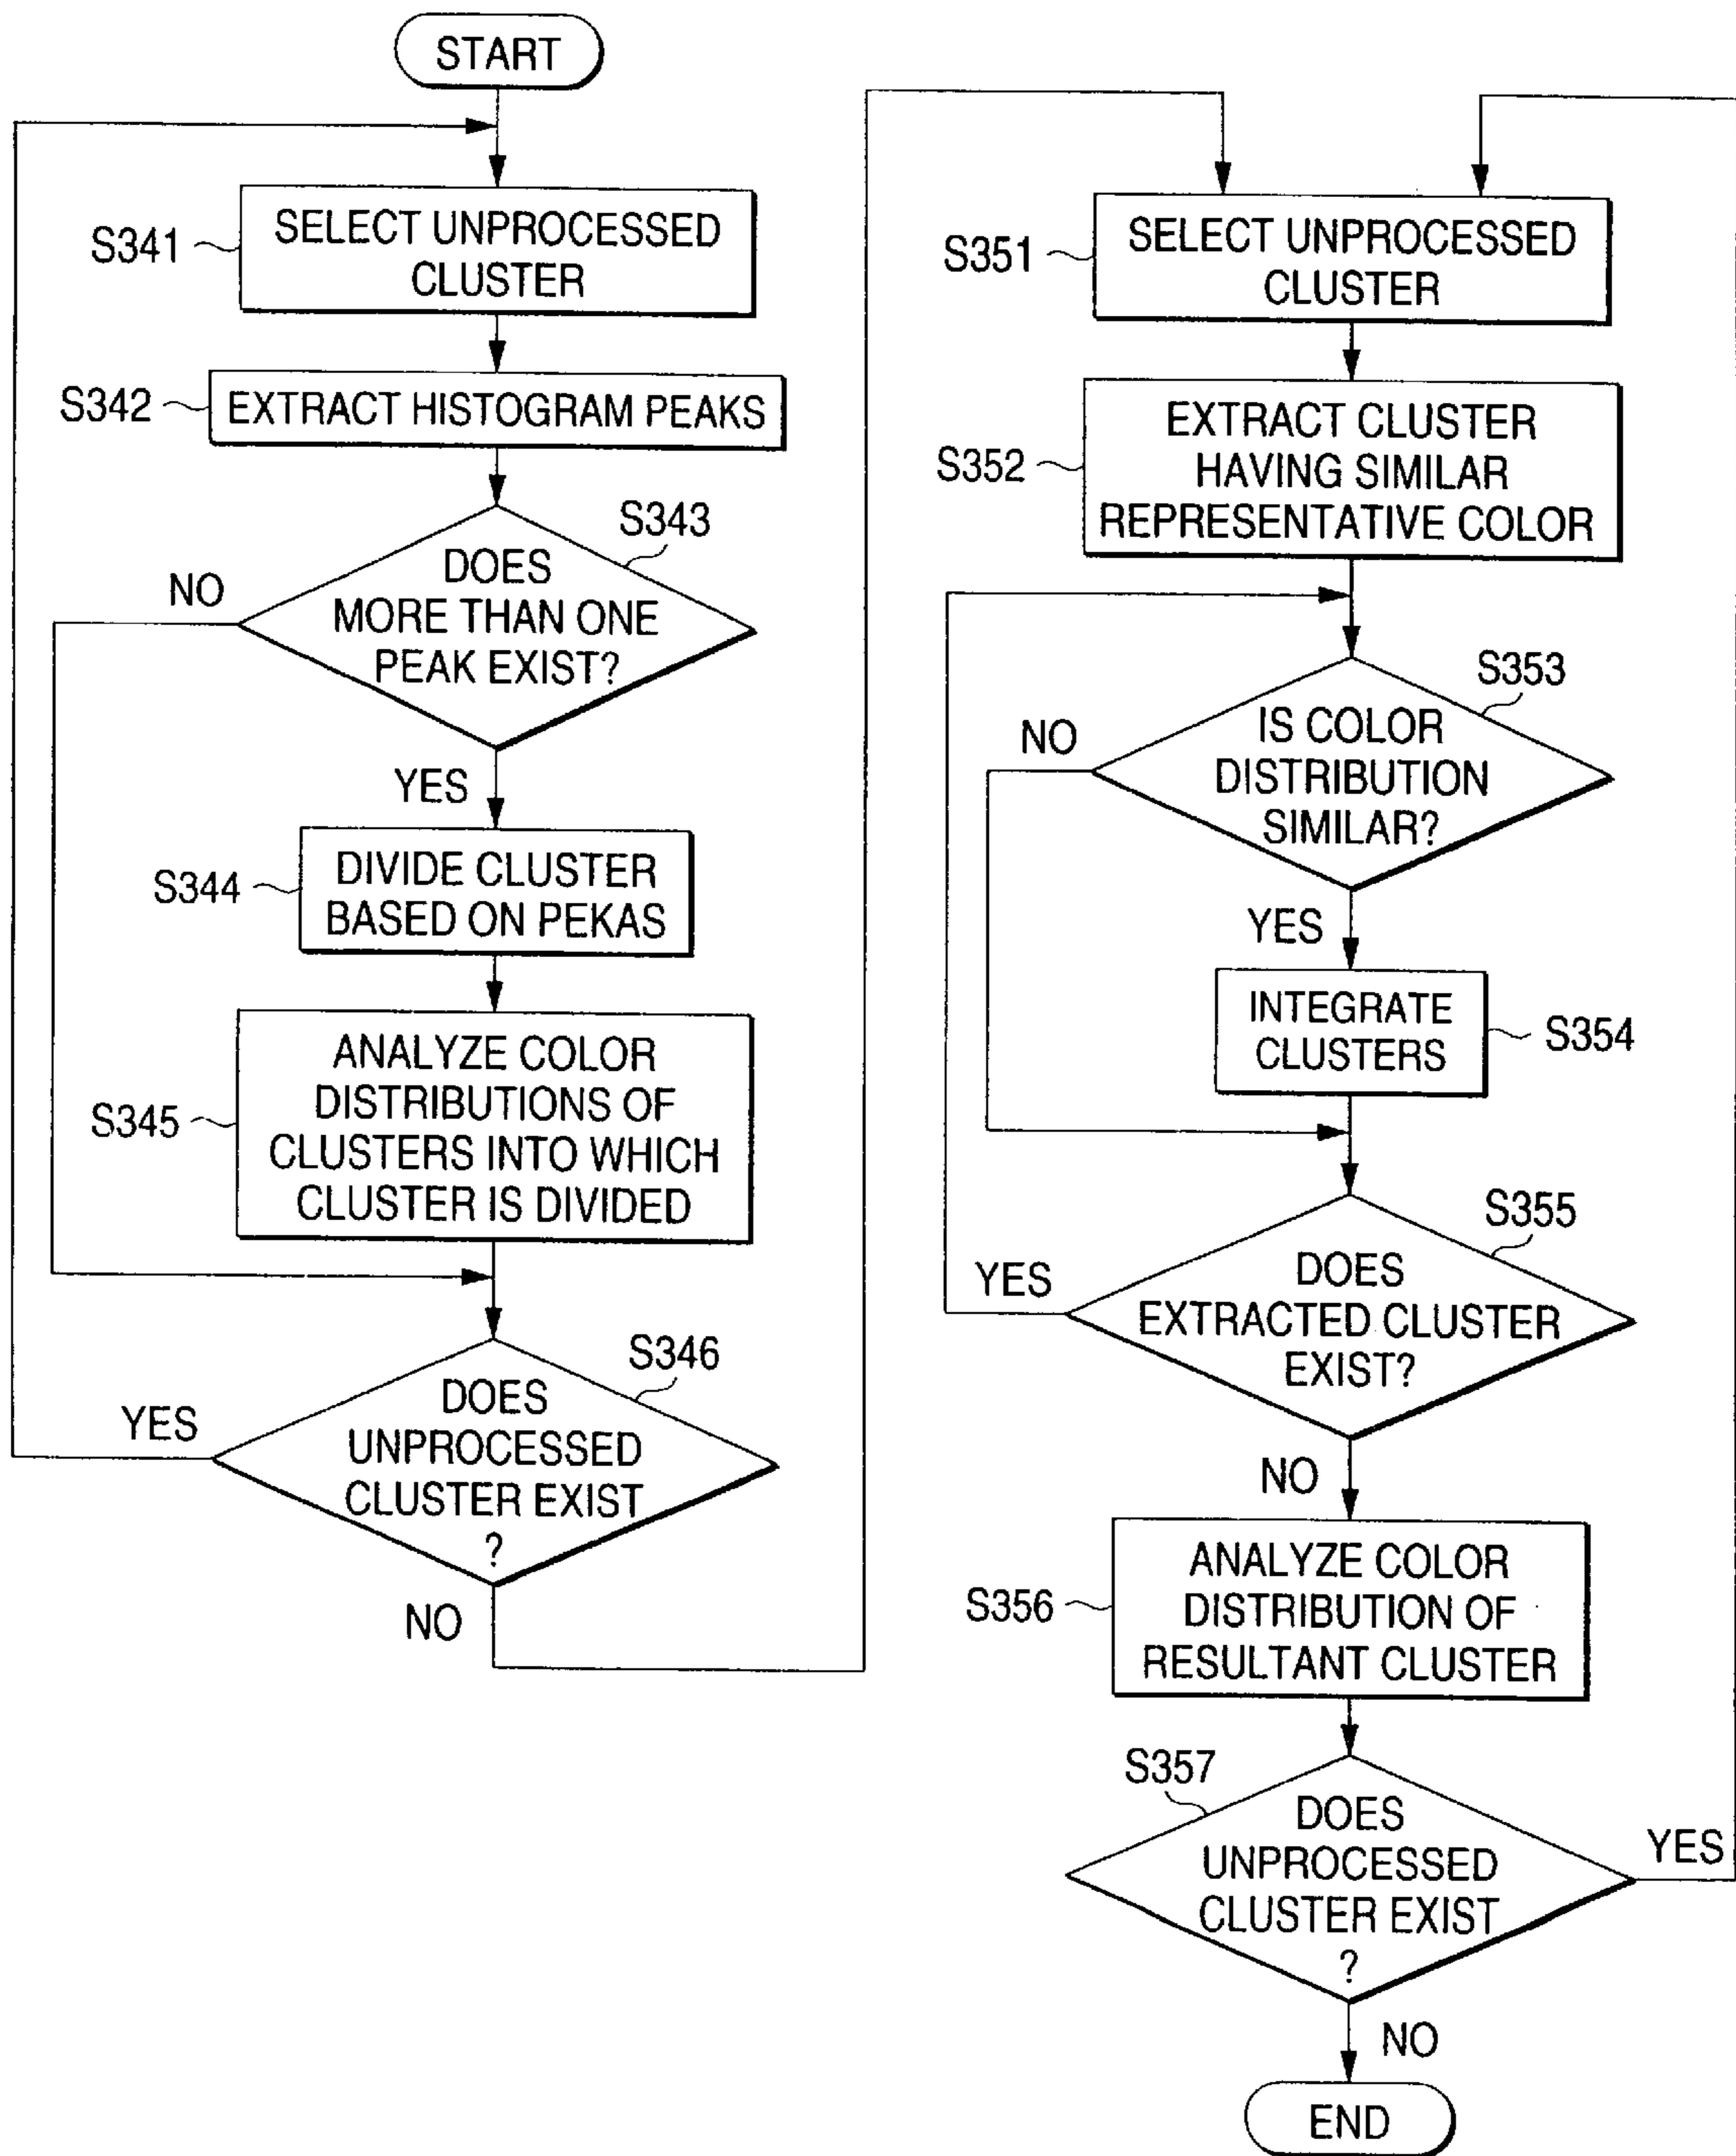 START
S341
SELECT UNPROCESSED
CLUSTER
S342
EXTRACT HISTOGRAM PEAKS
S343
DOES
MORE THAN ONE
PEAK EXIST?
NO
YES
S344
DIVIDE CLUSTER
BASED ON PEKAS
S345
ANALYZE COLOR
DISTRIBUTIONS OF
CLUSTERS INTO WHICH
CLUSTER IS DIVIDED
S346
DOES
UNPROCESSED
CLUSTER EXIST
?
YES
NO
S351
SELECT UNPROCESSED
CLUSTER
S352
EXTRACT CLUSTER
HAVING SIMILAR
REPRESENTATIVE COLOR
S353
IS COLOR
DISTRIBUTION
SIMILAR?
NO
YES
INTEGRATE
CLUSTERS
S354
S355
DOES
EXTRACTED CLUSTER
EXIST?
YES
NO
S356
ANALYZE COLOR
DISTRIBUTION OF
RESULTANT CLUSTER
S357
DOES
UNPROCESSED
CLUSTER EXIST
?
YES
NO
END